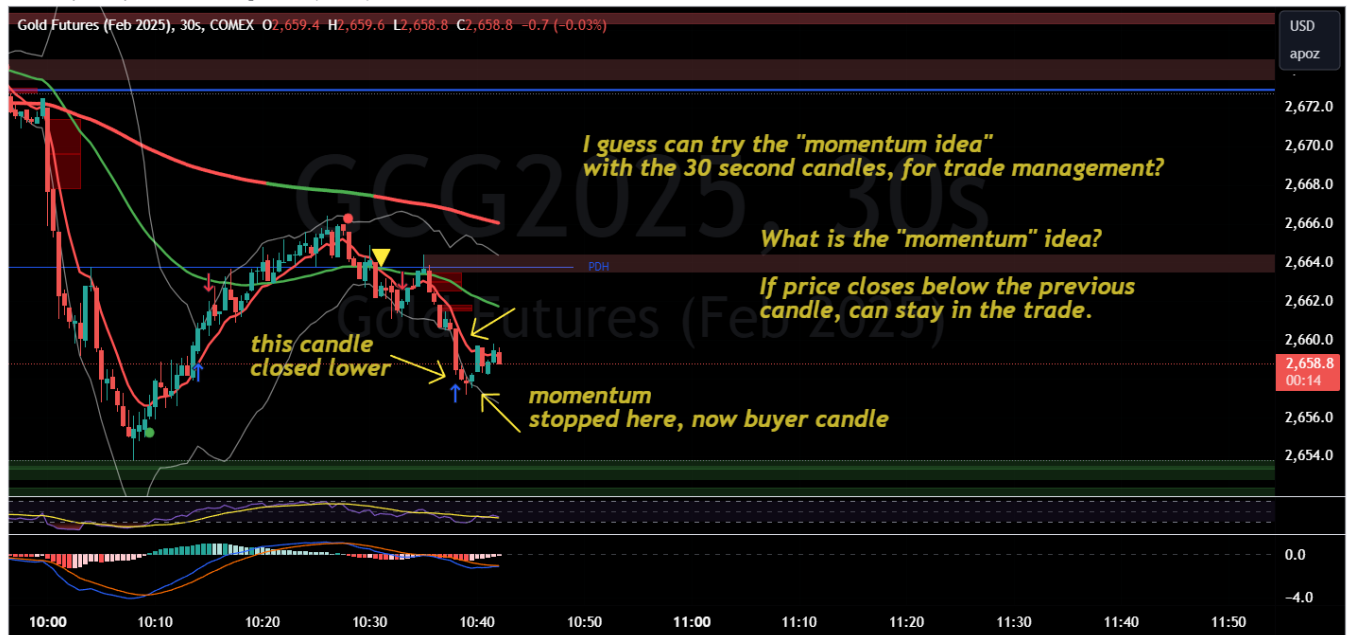 Gold Futures (Feb 2025), 30s, COMEX O2,659.4 H2,659.6 L2,658.8 C2,658.8 −0.7 (−0.03%)
USD
apoz
2,672.0
I guess can try the "momentum idea"
with the 30 second candles, for trade management?
2,670.0
2,668.0
GCG2025, 30s
2,666.0
What is the "momentum" idea?
2,664.0
PDH
If price closes below the previous
candle, can stay in the trade.
2,662.0
Gold Futures (Feb 2025)
this candle
closed lower
2,660.0
2,658.8
00:14
momentum
stopped here, now buyer candle
2,656.0
2,654.0
0.0
−4.0
10:00 10:10 10:20 10:30 10:40 10:50 11:00 11:10 11:20 11:30 11:40 11:50